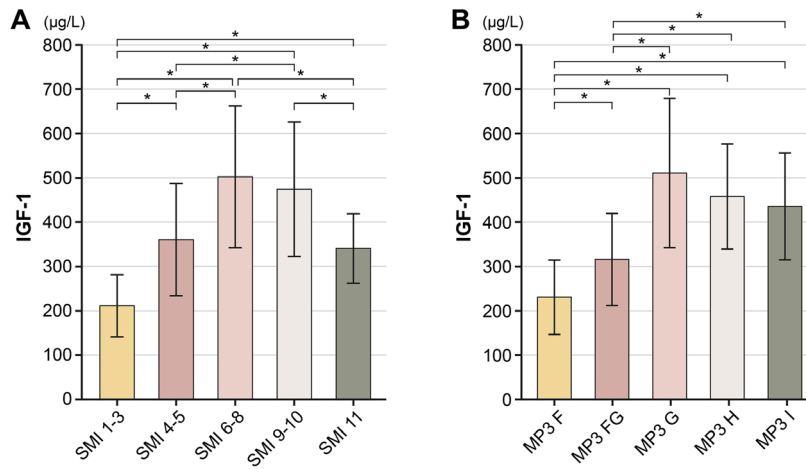 A
(µg/L)
IGF-1
800
700
600
500
400
300
200
100
0
* 
*
*
*
*
*
*
*
SMI 1-3
SMI 4-5
SMI 6-8
SMI 9-10
SMI 11
B
(µg/L)
IGF-1
800
700
600
500
400
300
200
100
0
*
*
*
*
*
*
*
MP3 F
MP3 FG
MP3 G
MP3 H
MP3 I